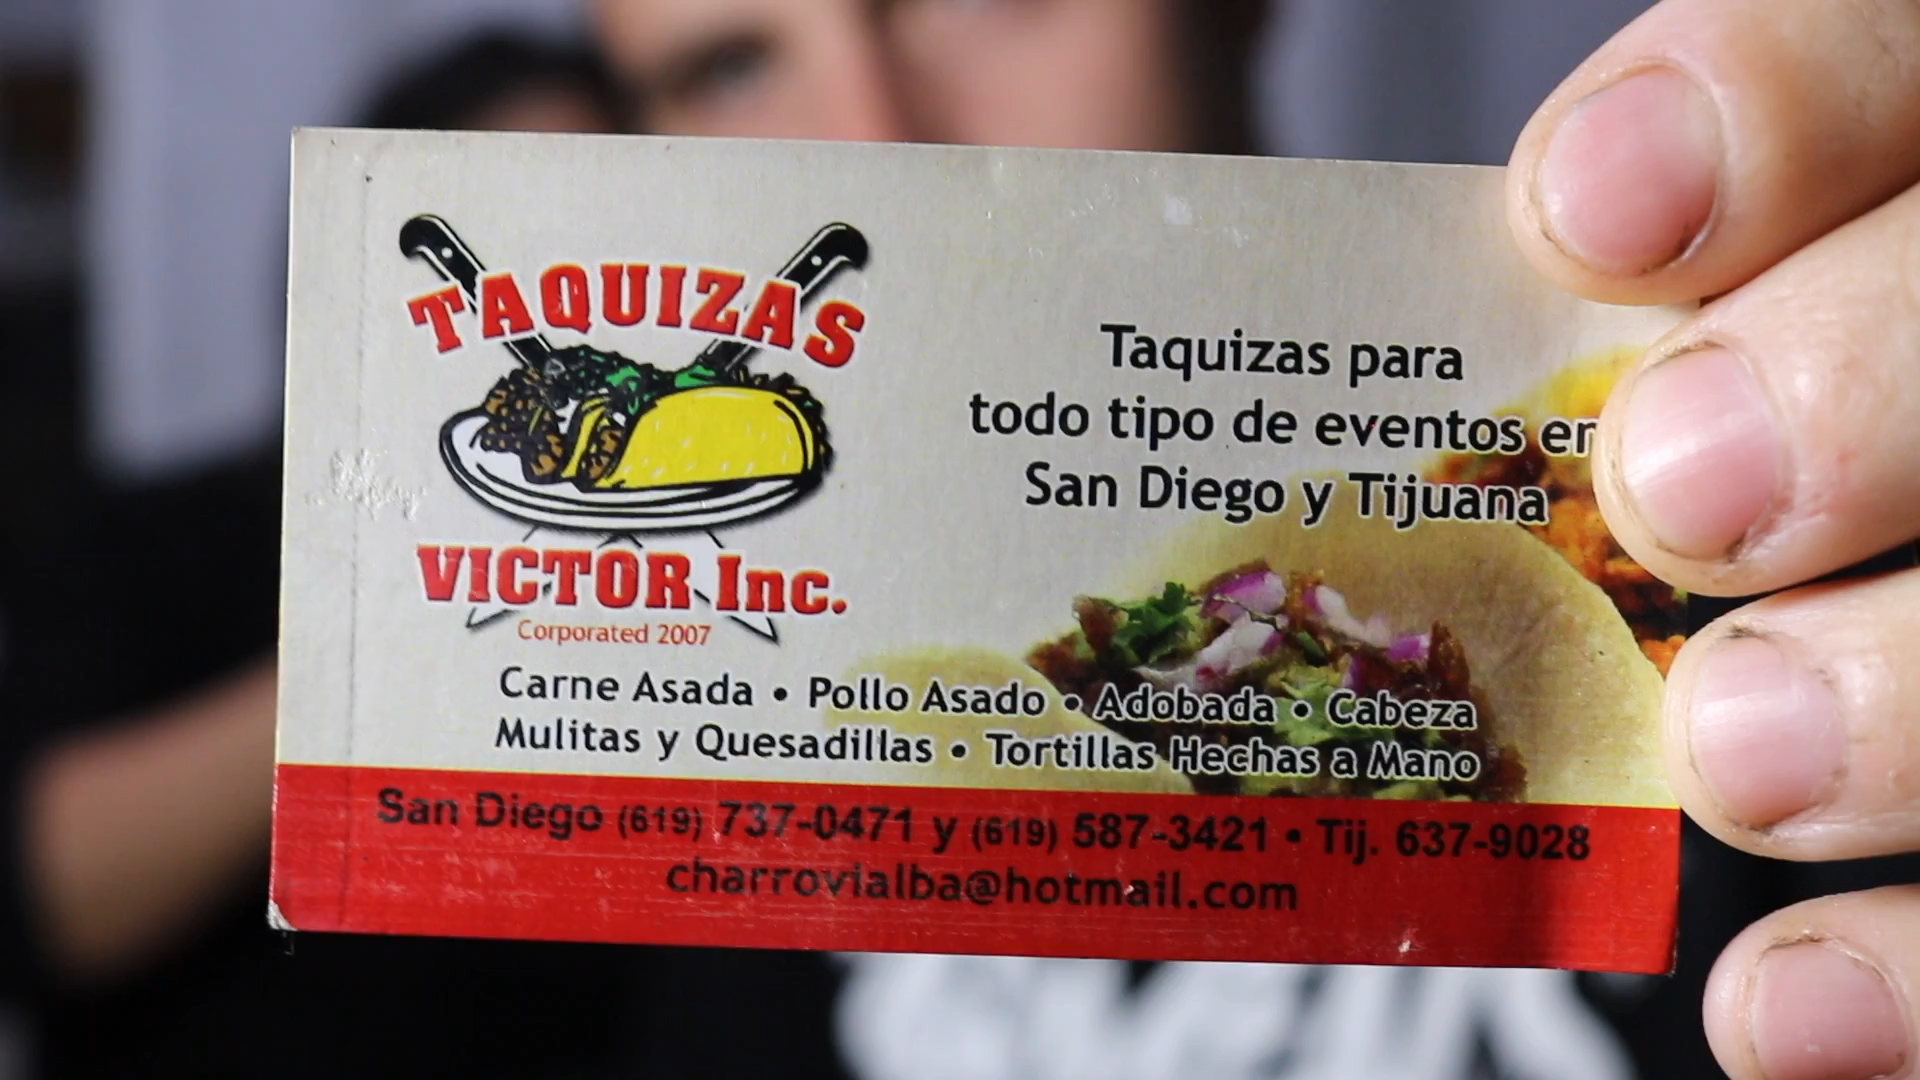 TAQUIZAS
VICTOR Inc.
Corporated 2007
Taquizas para
todo tipo de eventos en
San Diego y Tijuana
Carne Asada • Pollo Asado • Adobada • Cabeza
Mulitas y Quesadillas • Tortillas Hechas a Mano
San Diego (619) 737-0471 y (619) 587-3421 • Tij. 637-9028
charrovialba@hotmail.com